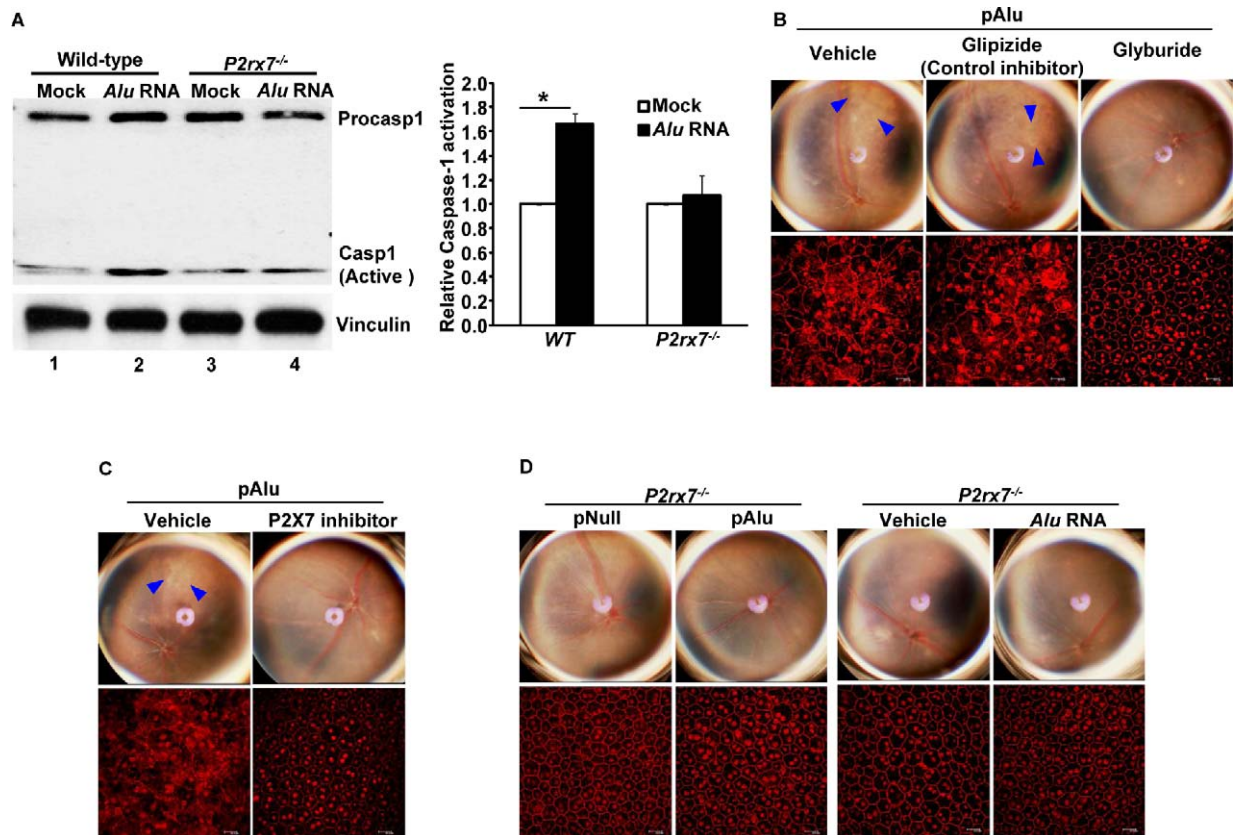 A
Wild-type P2rx7-/-
Mock Alu RNA Mock Alu RNA
Procasp1
Casp1
(Active )
Vinculin
1 2 3 4
Relative Caspase-1 activation
2.0
1.8
1.6
1.4
1.2
1.0
0.8
0.6
0.4
0.2
0.0
*
Mock
Alu RNA
WT P2rx7-/-
B
pAlu
Vehicle Glipizide Glyburide
(Control inhibitor)
C
pAlu
Vehicle P2X7 inhibitor
D
P2rx7-/- P2rx7-/-
pNull pAlu Vehicle Alu RNA